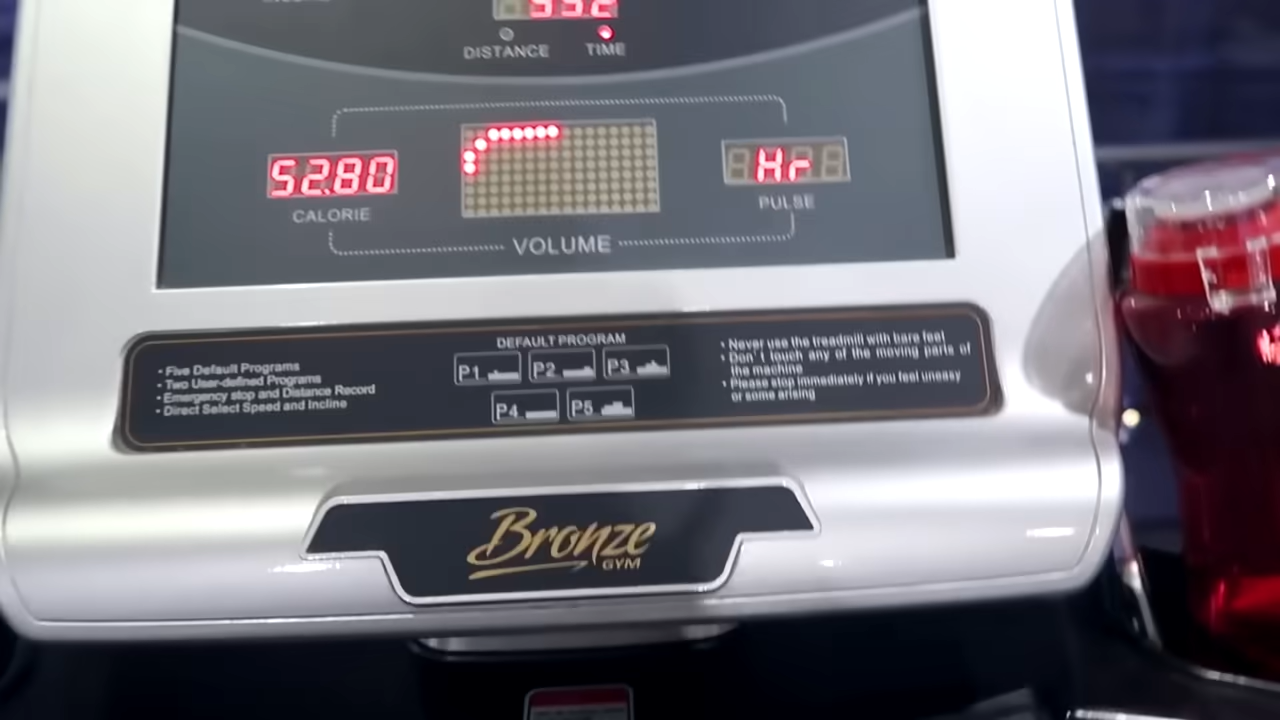 DISTANCE TIME
52.80
Hr
CALORIE
PULSE
VOLUME
DEFAULT PROGRAM
P1 P2 P3
P4 P5
• Five Default Programs
• Two User-defined Programs
• Emergency stop and Distance Record
• Direct Select Speed and Incline
• Never use the treadmill with bare feel
• Don't touch any of the moving parts of
the machine
• Please stop immediately if you feel uneasy
or some arising
Bronze
GYM